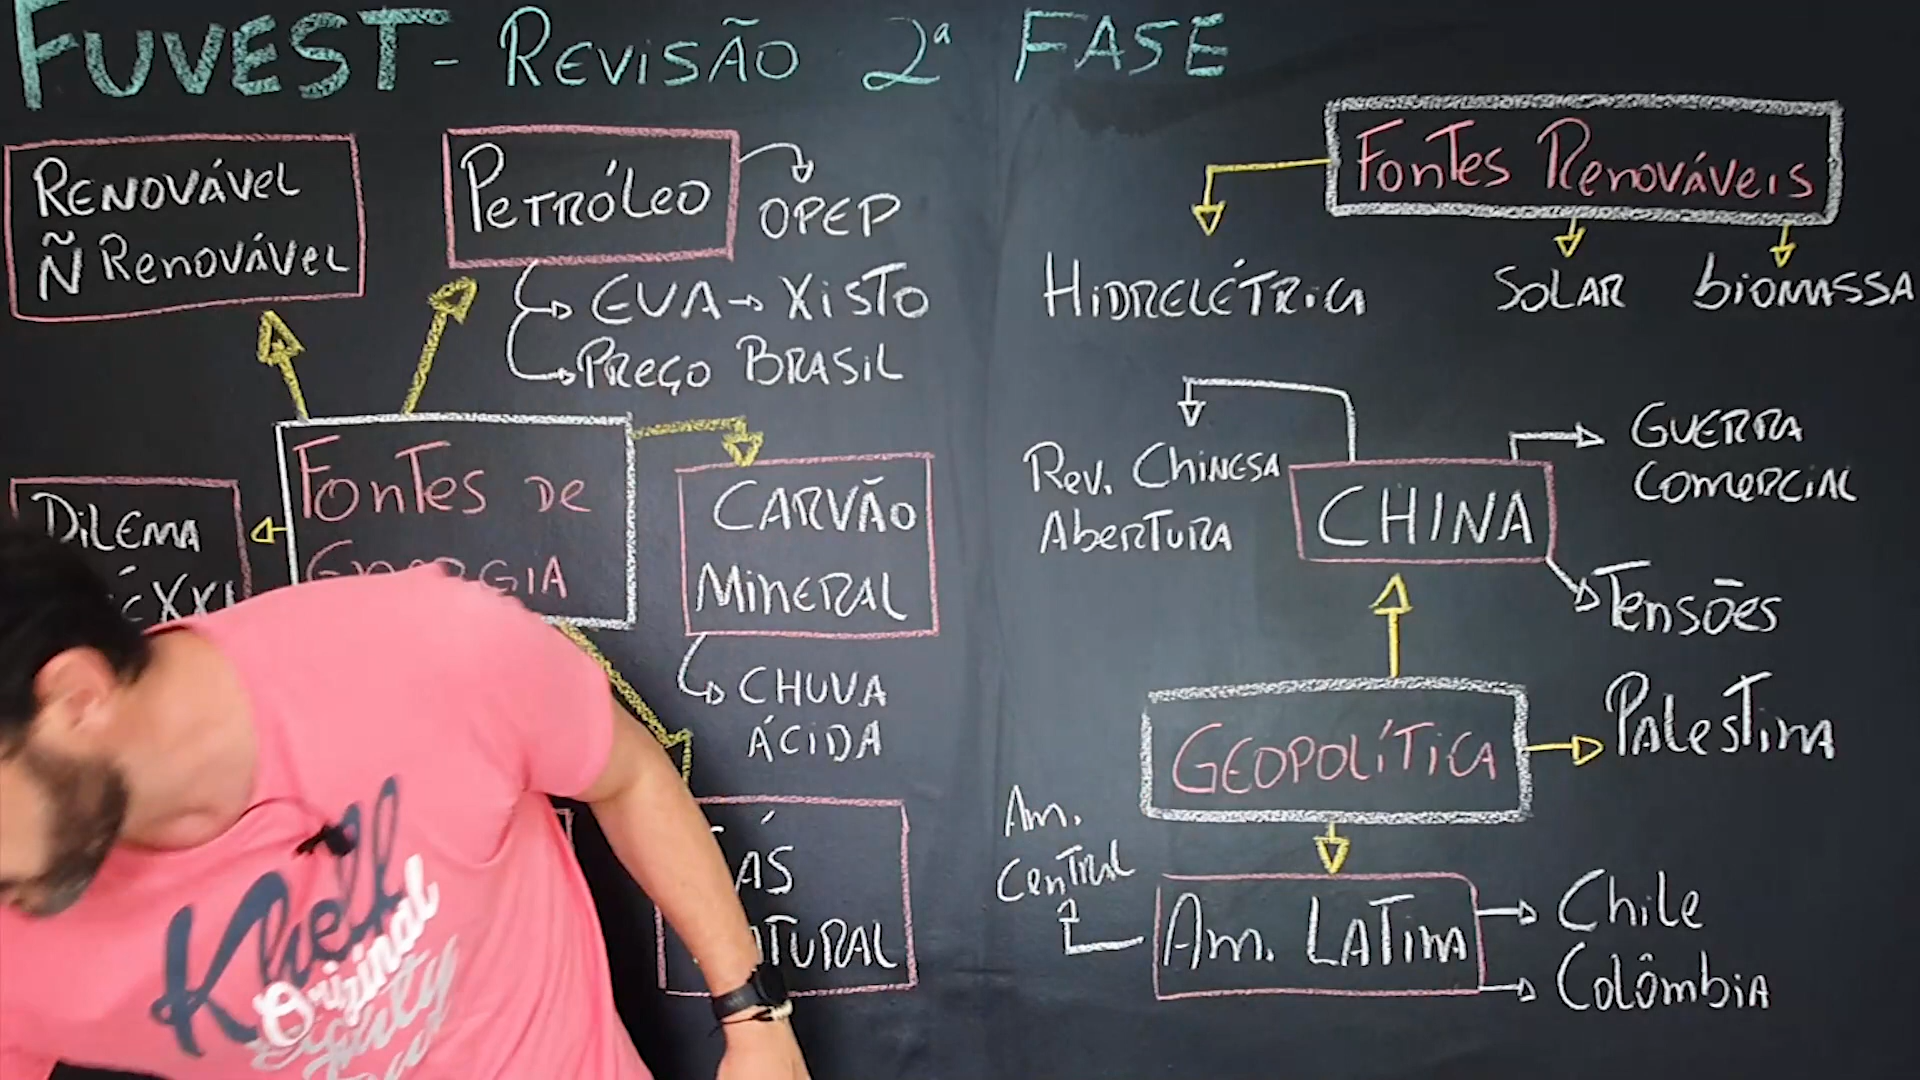 FUVEST - REVISÃO 2ª FASE
RENOVÁVEL
Ñ RENOVÁVEL
PETRÓLEO
OPEP
EUA → XISTO
PREÇO BRASIL
FONTES DE
DILEMA
CARVÃO
MINERAL
CHUVA
ÁCIDA
FONTES RENOVÁVEIS
HIDRELÉTRICA
SOLAR
BIOMASSA
REV. CHINESA
ABERTURA
CHINA
GUERRA
COMERCIAL
TENSÕES
GEOPOLÍTICA
PALESTINA
AM.
CENTRAL
AM. LATINA
CHILE
COLÔMBIA
Khelf
Original